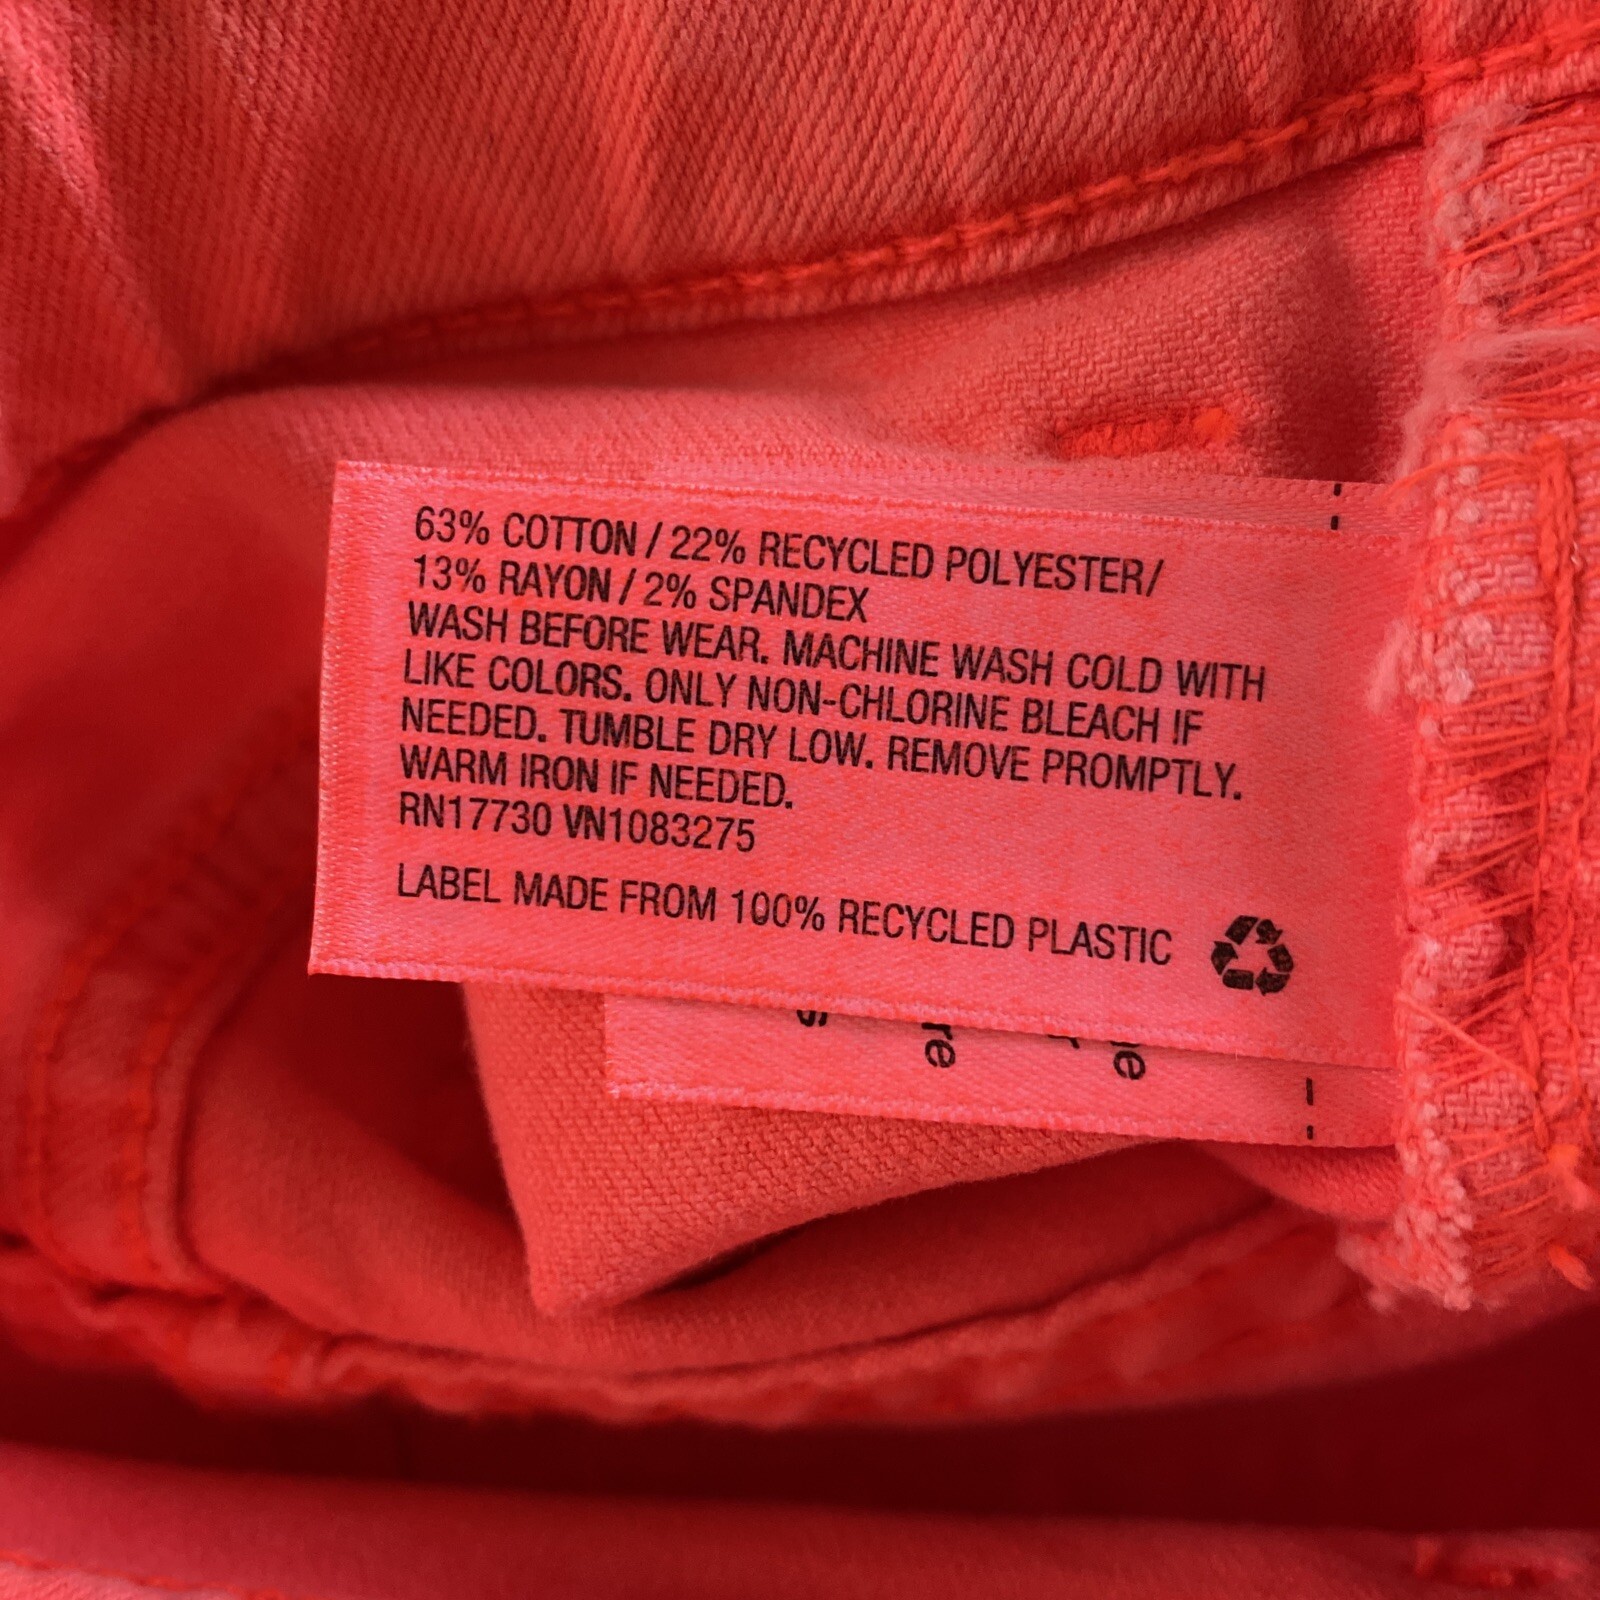 63% COTTON / 22% RECYCLED POLYESTER/
13% RAYON / 2% SPANDEX
WASH BEFORE WEAR. MACHINE WASH COLD WITH
LIKE COLORS. ONLY NON-CHLORINE BLEACH IF
NEEDED. TUMBLE DRY LOW. REMOVE PROMPTLY.
WARM IRON IF NEEDED.
RN17730 VN1083275
LABEL MADE FROM 100% RECYCLED PLASTIC